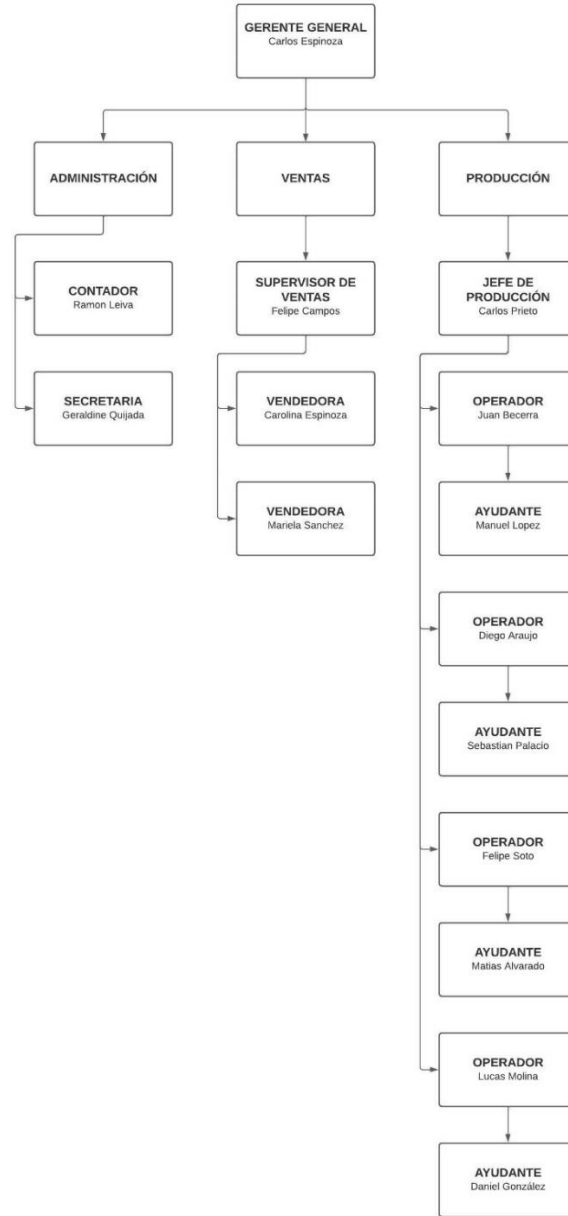 GERENTE GENERAL
Carlos Espinoza
ADMINISTRACIÓN
VENTAS
PRODUCCIÓN
CONTADOR
Ramon Leiva
SUPERVISOR DE
VENTAS
Felipe Campos
JEFE DE
PRODUCCIÓN
Carlos Prieto
SECRETARIA
Geraldine Quijada
VENDEDORA
Carolina Espinoza
OPERADOR
Juan Becerra
VENDEDORA
Mariela Sanchez
AYUDANTE
Manuel Lopez
OPERADOR
Diego Araujo
AYUDANTE
Sebastian Palacio
OPERADOR
Felipe Soto
AYUDANTE
Matias Alvarado
OPERADOR
Lucas Molina
AYUDANTE
Daniel González